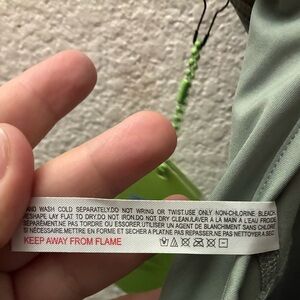 AND WASH COLD SEPARATELY.DO NOT WRING OR TWIST.USE ONLY NON-CHLORINE BLEACH.
RESHAPE LAY FLAT TO DRY.DO NOT IRON.DO NOT DRY CLEAN.LAVER À LA MAIN À L'EAU FROIDE
SÉPARÉMENT.NE PAS TORDRE OU ESSORER.UTILISER UN AGENT DE BLANCHIMENT SANS CHLORE
SI NÉCESSAIRE.METTRE EN FORME ET SECHER A PLAT.NE PAS REPASSER.NE PAS NETTOYER A SEC
KEEP AWAY FROM FLAME